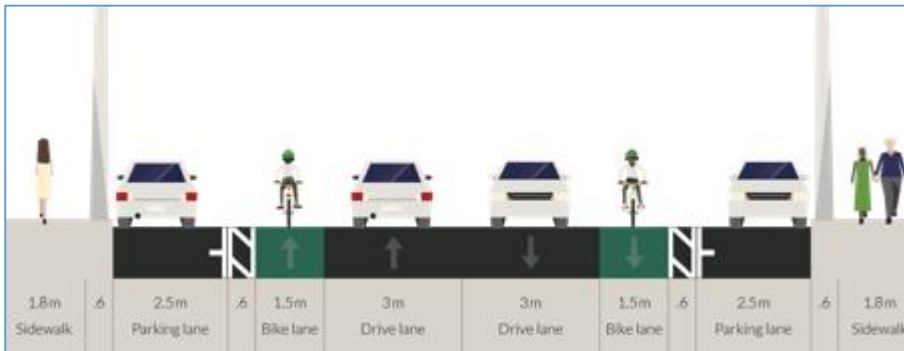 1.8m .6 2.5m .6 1.5m 3m 3m 1.5m .6 2.5m .6 1.8m
Sidewalk Parking lane Bike lane Drive lane Drive lane Bike lane Parking lane Sidewalk